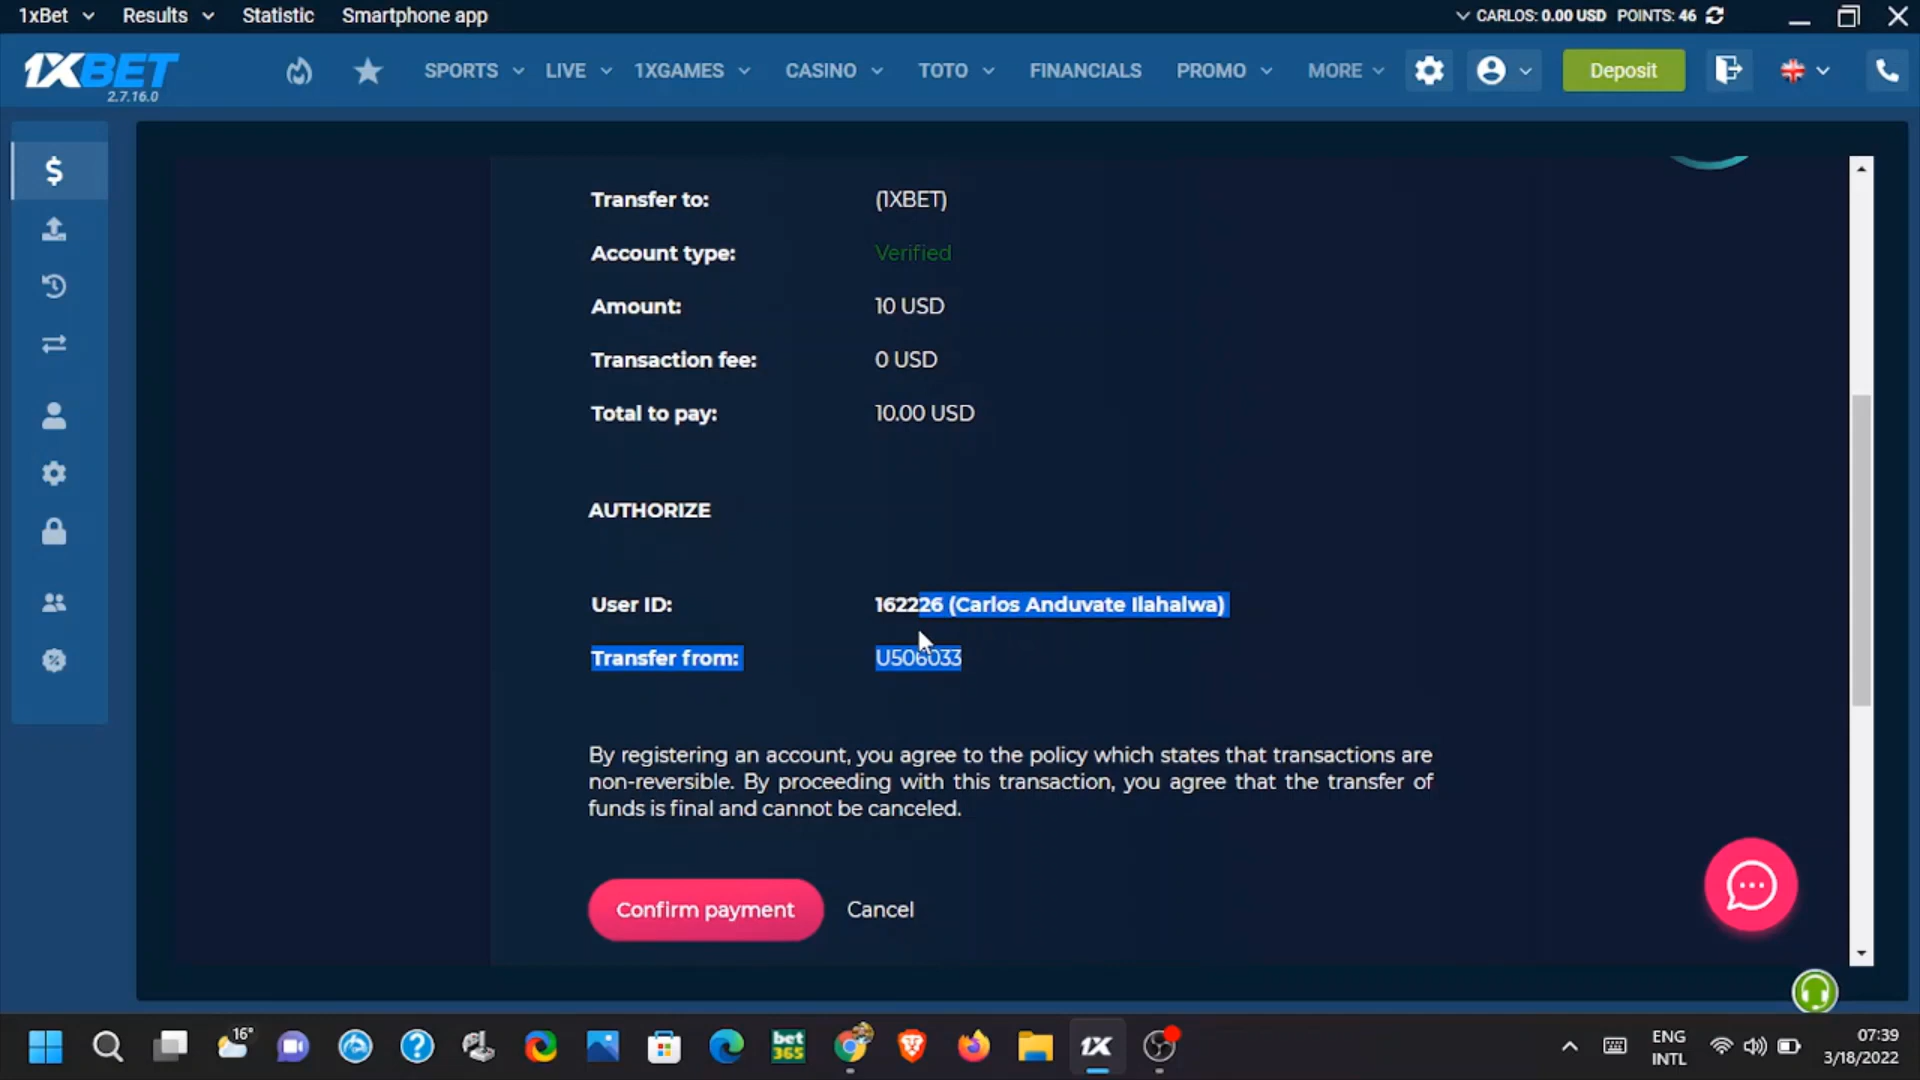 1xBet Results Statistic Smartphone app CARLOS: 0.00 USD POINTS: 46
1XBET SPORTS LIVE 1XGAMES CASINO TOTO FINANCIALS PROMO MORE Deposit
2.7.16.0
$
Transfer to: (1XBET)
Account type: Verified
Amount: 10 USD
Transaction fee: 0 USD
Total to pay: 10.00 USD
AUTHORIZE
User ID: 162226 (Carlos Anduvate Ilahalwa)
Transfer from: U506033
By registering an account, you agree to the policy which states that transactions are
non-reversible. By proceeding with this transaction, you agree that the transfer of
funds is final and cannot be canceled.
Confirm payment Cancel
16° bet 1X ENG 07:39
365 INTL 3/18/2022